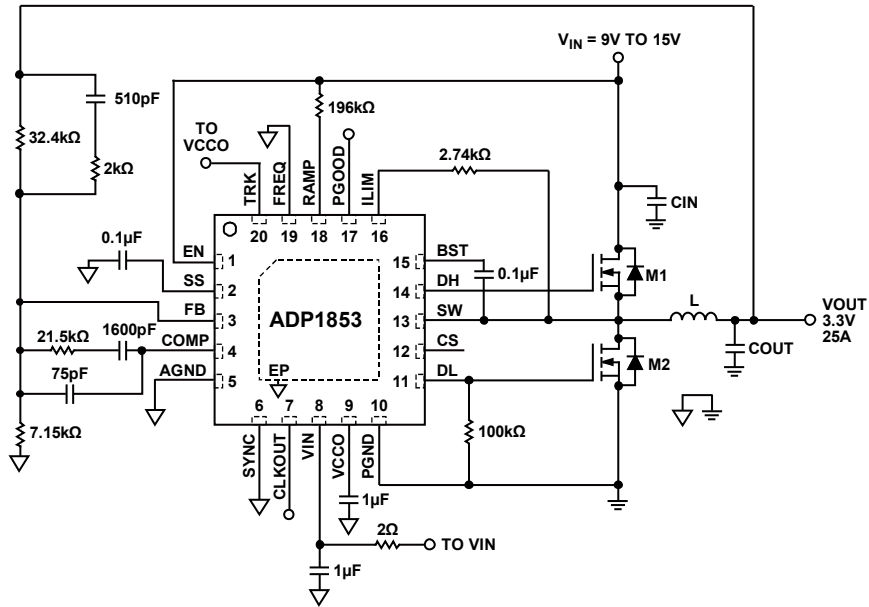 V_IN = 9V TO 15V
510pF
32.4kΩ
2kΩ
196kΩ
TO
VCCO
2.74kΩ
TRK
FREQ
RAMP
PGOOD
ILIM
20
19
18
17
16
CIN
0.1µF
EN
1
15
BST
0.1µF
M1
SS
2
14
DH
FB
3
ADP1853
13
SW
L
VOUT
3.3V
25A
21.5kΩ
1600pF
COMP
4
12
CS
COUT
M2
75pF
AGND
5
EP
11
DL
7.15kΩ
6
7
8
9
10
100kΩ
SYNC
CLKOUT
VIN
VCCO
PGND
1µF
2Ω
TO VIN
1µF